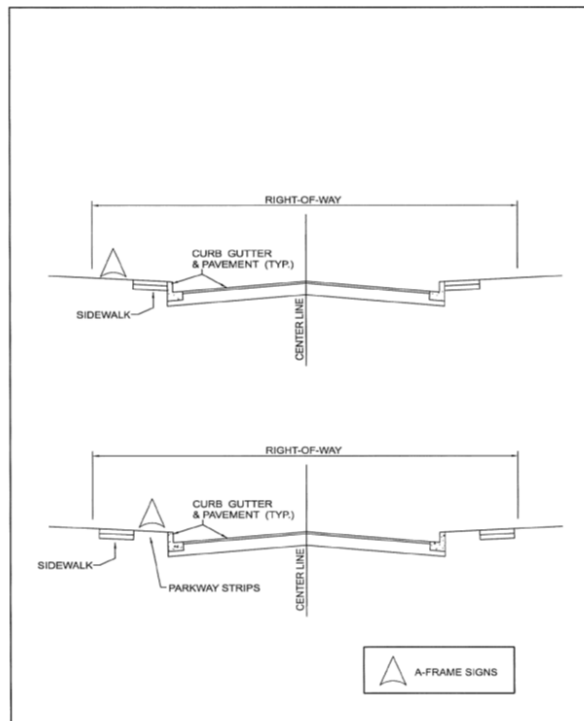 RIGHT-OF-WAY
CURB GUTTER
& PAVEMENT (TYP.)
SIDEWALK
CENTER LINE
RIGHT-OF-WAY
CURB GUTTER
& PAVEMENT (TYP.)
SIDEWALK
PARKWAY STRIPS
CENTER LINE
A-FRAME SIGNS